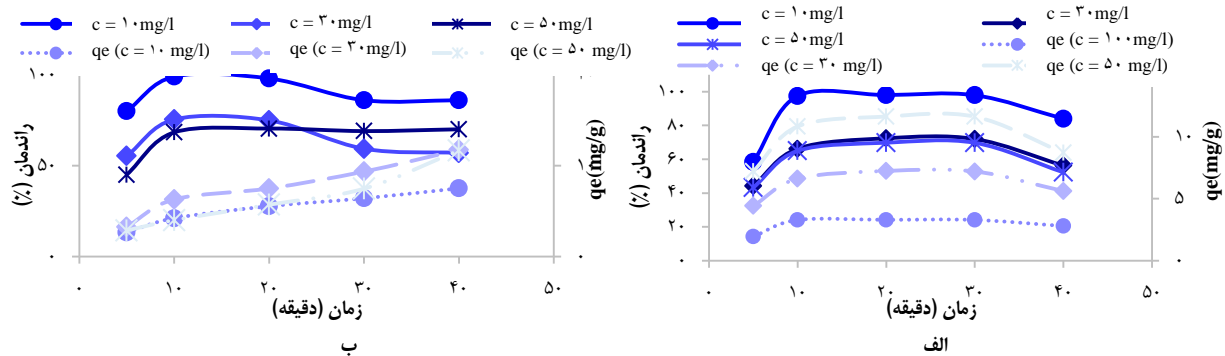 c = ۱۰mg/l
c = ۳۰mg/l
c = ۵۰mg/l
qe (c = ۱۰ mg/l)
qe (c = ۳۰mg/l)
qe (c = ۵۰ mg/l)
۱۰۰
۵۰
۰
راندمان (%)
qe(mg/g)
۰
۰ ۱۰ ۲۰ ۳۰ ۴۰ ۵۰
زمان (دقیقه)
ب
c = ۱۰mg/l
c = ۳۰mg/l
c = ۵۰mg/l
qe (c = ۱۰۰mg/l)
qe (c = ۳۰ mg/l)
qe (c = ۵۰ mg/l)
۱۰۰
۸۰
۶۰
۴۰
۲۰
۰
راندمان (%)
۱۰
۵
۰
qe(mg/g)
۰ ۱۰ ۲۰ ۳۰ ۴۰ ۵۰
زمان (دقیقه)
الف